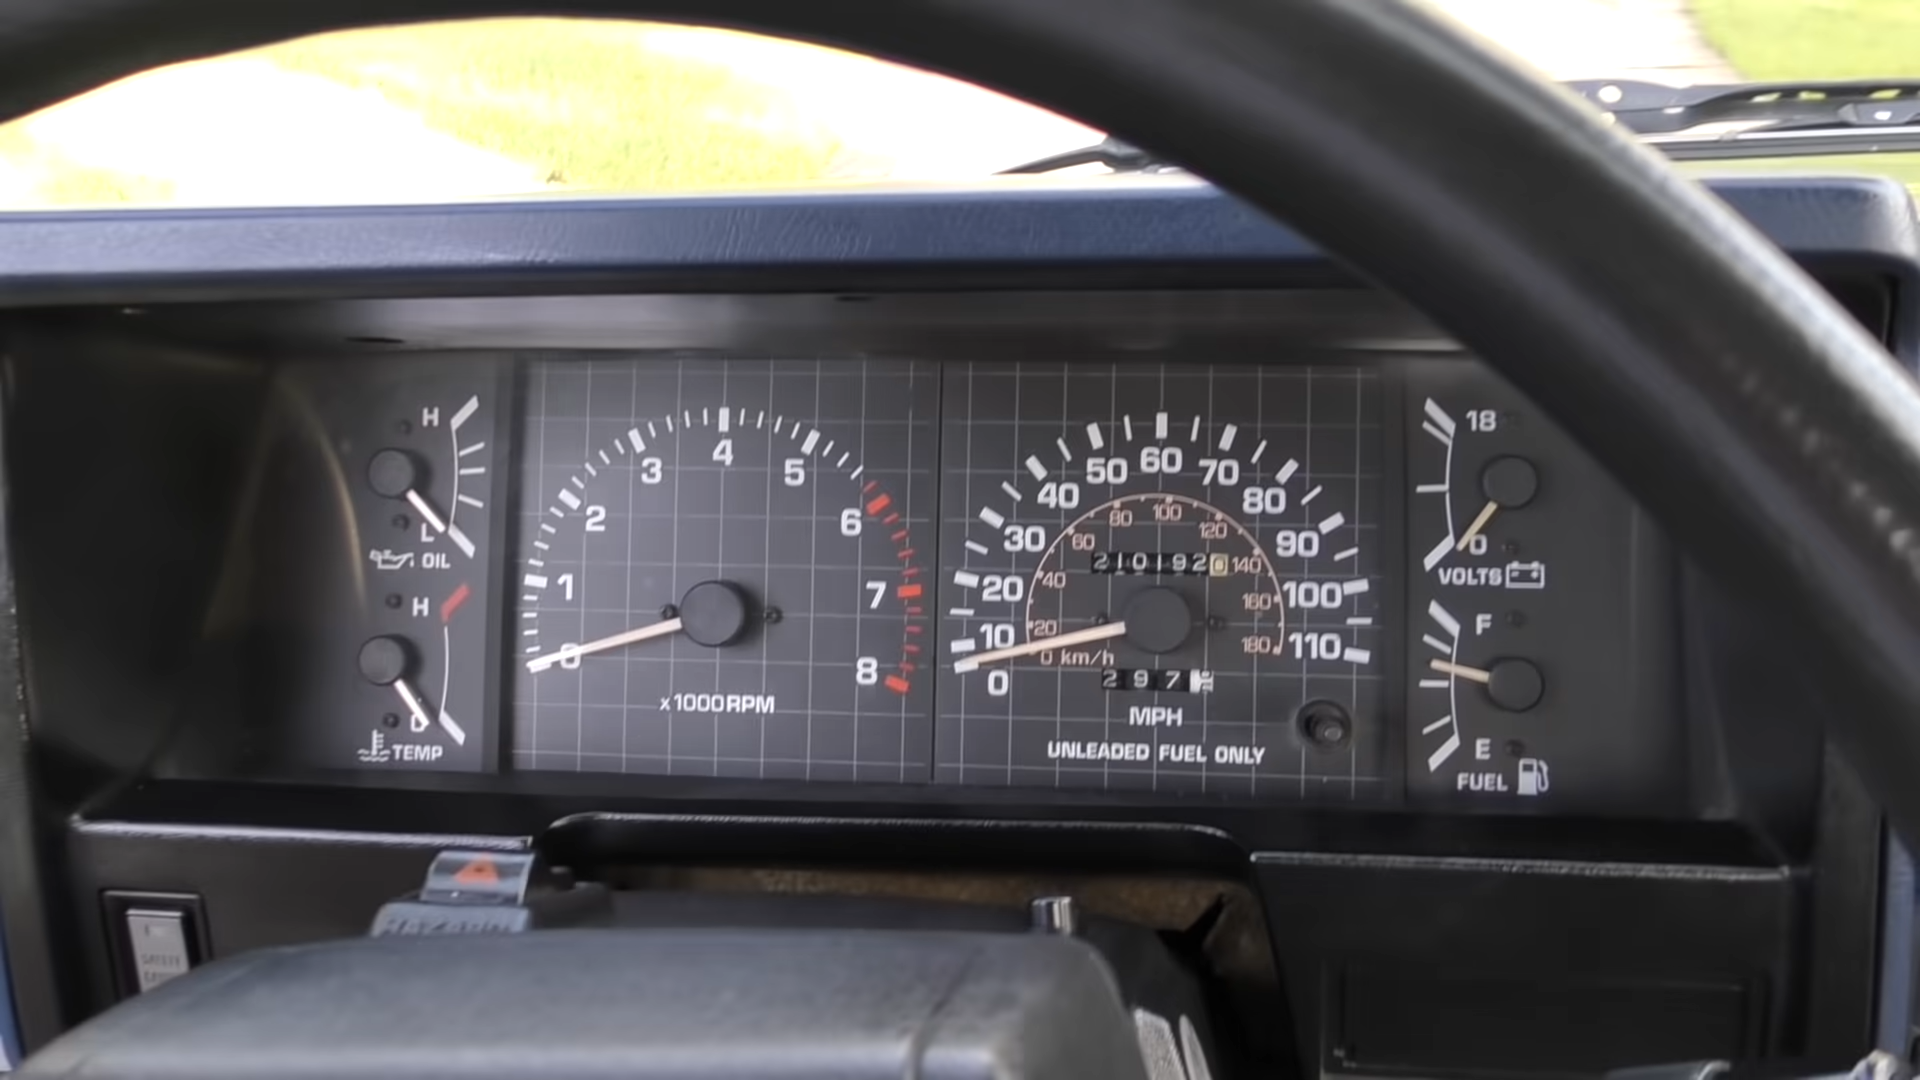 H
L
OIL
H
C
TEMP
0 1 2 3 4 5 6 7 8
x1000RPM
0 10 20 30 40 50 60 70 80 90 100 110
0 km/h 20 40 60 80 100 120 140 160 180
210192
297
MPH
UNLEADED FUEL ONLY
18
0
VOLTS
F
E
FUEL
HAZARD